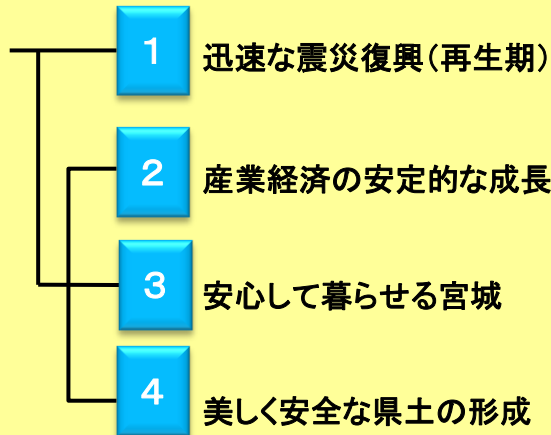 1 迅速な震災復興(再生期)
2 産業経済の安定的な成長
3 安心して暮らせる宮城
4 美しく安全な県土の形成